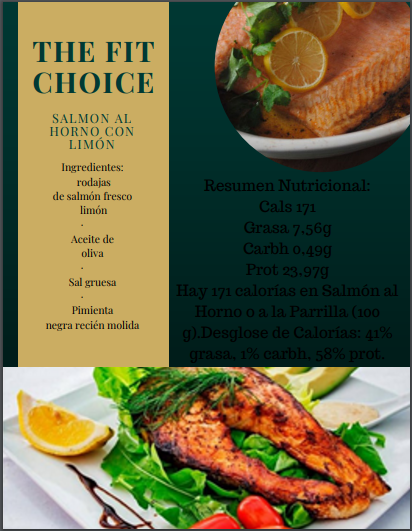 THE FIT
CHOICE
SALMON AL
HORNO CON
LIMÓN
Ingredientes:
rodajas
de salmón fresco
limón
.
Aceite de
oliva
.
Sal gruesa
.
Pimienta
negra recién molida
Resumen Nutricional:
Cals 171
Grasa 7,56g
Carbh 0,49g
Prot 23,97g
Hay 171 calorías en Salmón al
Horno o a la Parrilla (100
g).Desglose de Calorías: 41%
grasa, 1% carbh, 58% prot.